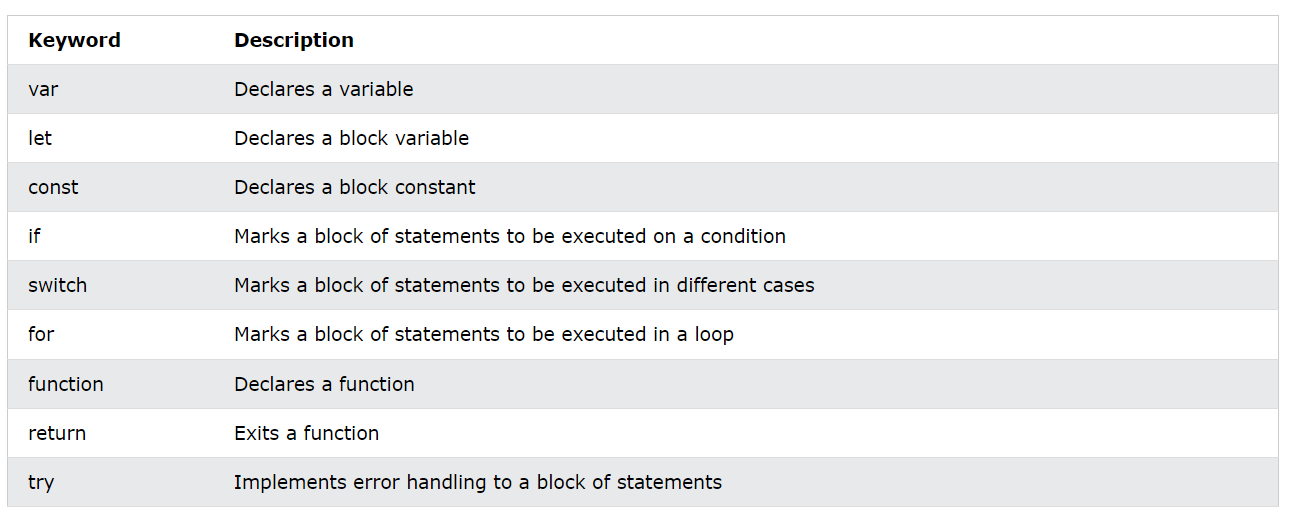 Keyword Description
var Declares a variable
let Declares a block variable
const Declares a block constant
if Marks a block of statements to be executed on a condition
switch Marks a block of statements to be executed in different cases
for Marks a block of statements to be executed in a loop
function Declares a function
return Exits a function
try Implements error handling to a block of statements